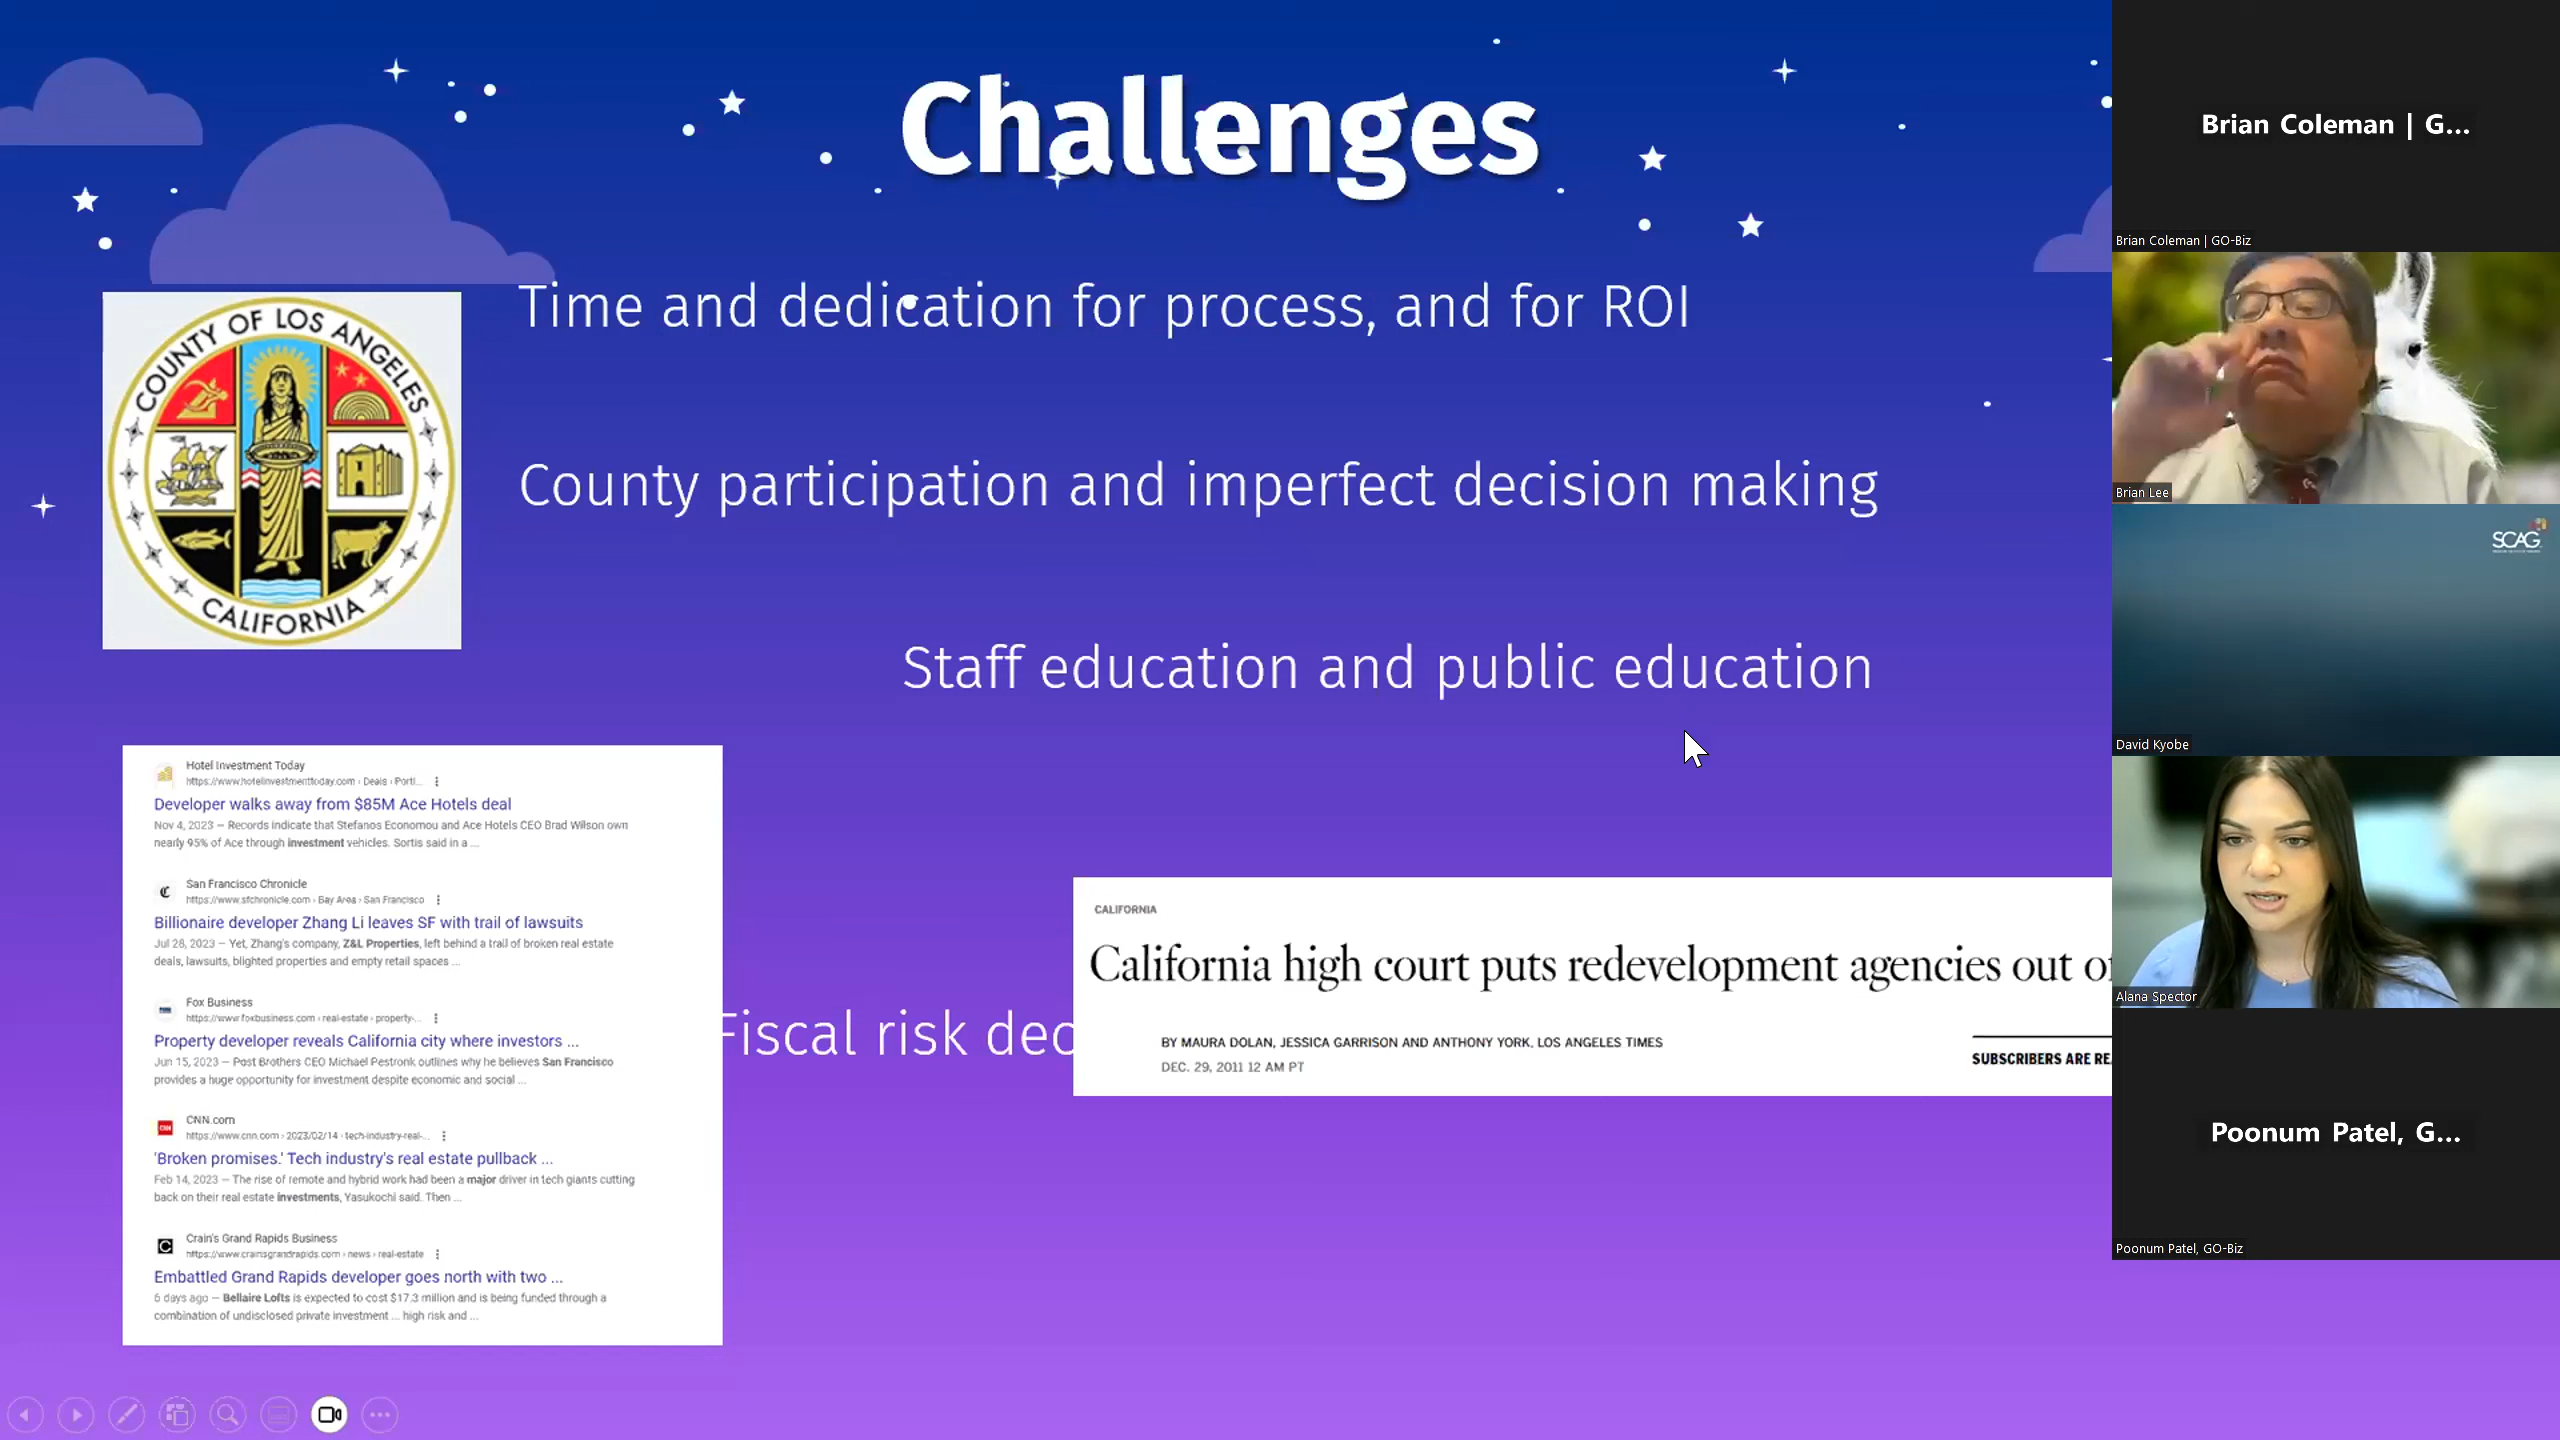 Challenges
Time and dedication for process, and for ROI
COUNTY OF LOS ANGELES
CALIFORNIA
County participation and imperfect decision making
Staff education and public education
Hotel Investment Today
https://www.hotelinvestmenttoday.com › Deals › Portf...
Developer walks away from $85M Ace Hotels deal
Nov 4, 2023 — Records indicate that Stefanos Economou and Ace Hotels CEO Brad Wilson own
nearly 95% of Ace through investment vehicles. Sortis said in a ...
San Francisco Chronicle
https://www.sfchronicle.com › Bay Area › San Francisco
Billionaire developer Zhang Li leaves SF with trail of lawsuits
Jul 28, 2023 — Yet, Zhang's company, Z&L Properties, left behind a trail of broken real estate
deals, lawsuits, blighted properties and empty retail spaces ...
Fox Business
https://www.foxbusiness.com › real-estate › property-...
Property developer reveals California city where investors ...
Jun 15, 2023 — Post Brothers CEO Michael Pestronk outlines why he believes San Francisco
provides a huge opportunity for investment despite economic and social ...
CNN.com
https://www.cnn.com › 2023/02/14 › tech-industry-real-...
'Broken promises.' Tech industry's real estate pullback ...
Feb 14, 2023 — The rise of remote and hybrid work had been a major driver in tech giants cutting
back on their real estate investments, Yasukochi said. Then ...
Crain's Grand Rapids Business
https://www.crainsgrandrapids.com › news › real-estate
Embattled Grand Rapids developer goes north with two ...
6 days ago — Bellaire Lofts is expected to cost $17.3 million and is being funded through a
combination of undisclosed private investment ... high risk and ...
Fiscal risk
CALIFORNIA
California high court puts redevelopment agencies out
BY MAURA DOLAN, JESSICA GARRISON AND ANTHONY YORK, LOS ANGELES TIMES
DEC. 29, 2011 12 AM PT
SUBSCRIBERS ARE
Brian Coleman | G...
Brian Coleman | GO-Biz
Brian Lee
SCAG
David Kyobe
Alana Spector
Poonum Patel, G...
Poonum Patel, GO-Biz